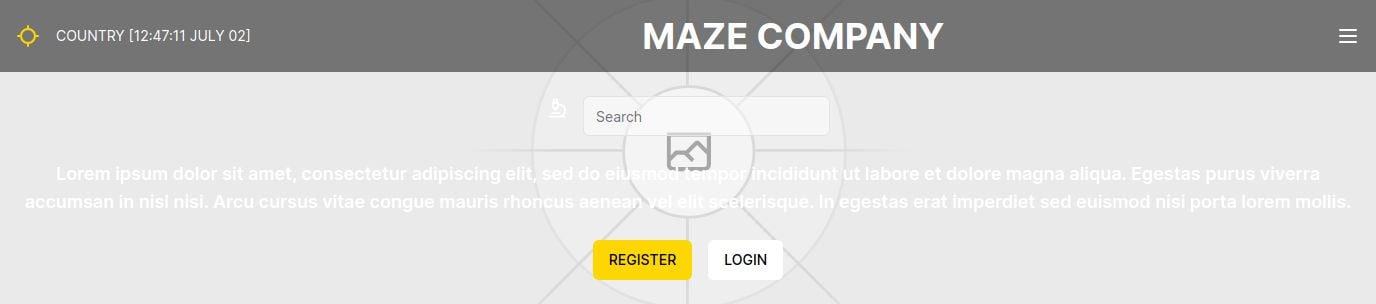 COUNTRY [12:47:11 JULY 02]
MAZE COMPANY
Search
Lorem ipsum dolor sit amet, consectetur adipiscing elit, sed do eiusmod tempor incididunt ut labore et dolore magna aliqua. Egestas purus viverra
accumsan in nisl nisi. Arcu cursus vitae congue mauris rhoncus aenean vel elit scelerisque. In egestas erat imperdiet sed euismod nisi porta lorem mollis.
REGISTER
LOGIN